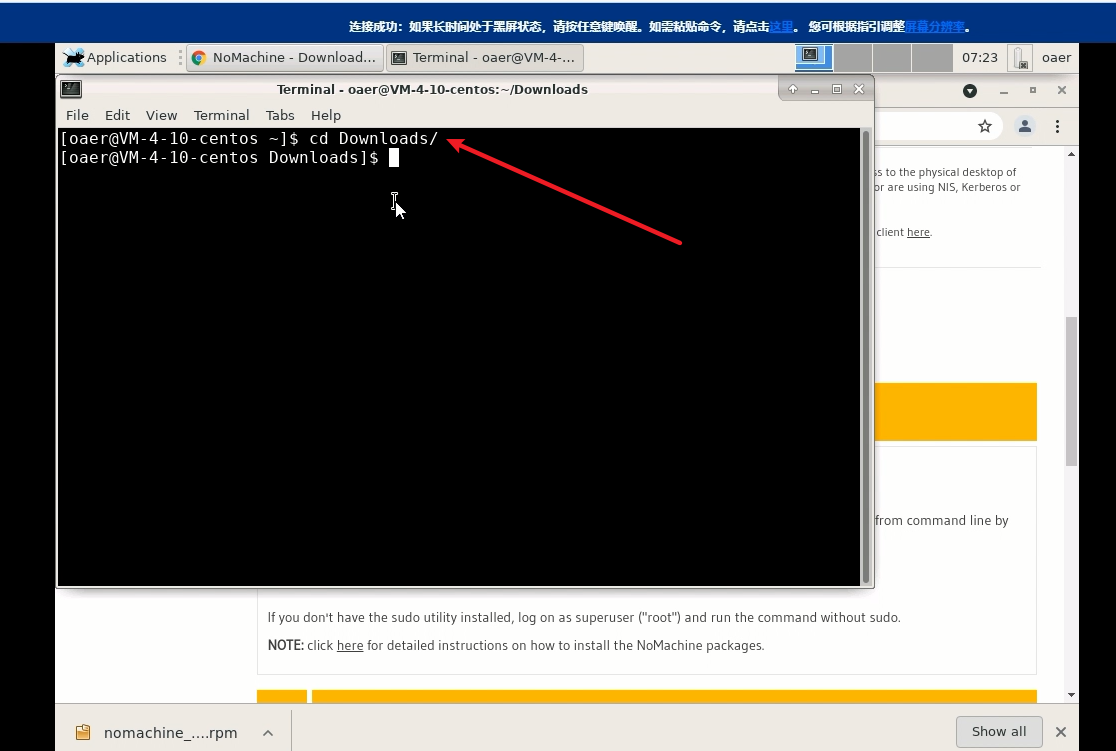 连接成功：如果长时间处于黑屏状态，请按任意键唤醒。如需粘贴命令，请点击这里。 您可根据指引调整屏幕分辨率。
Applications NoMachine - Download... Terminal - oaer@VM-4-... 07:23 oaer
Terminal - oaer@VM-4-10-centos:~/Downloads
File Edit View Terminal Tabs Help
[oaer@VM-4-10-centos ~]$ cd Downloads/
[oaer@VM-4-10-centos Downloads]$
ss to the physical desktop of
or are using NIS, Kerberos or
client here.
from command line by
If you don't have the sudo utility installed, log on as superuser ("root") and run the command without sudo.
NOTE: click here for detailed instructions on how to install the NoMachine packages.
nomachine_....rpm Show all